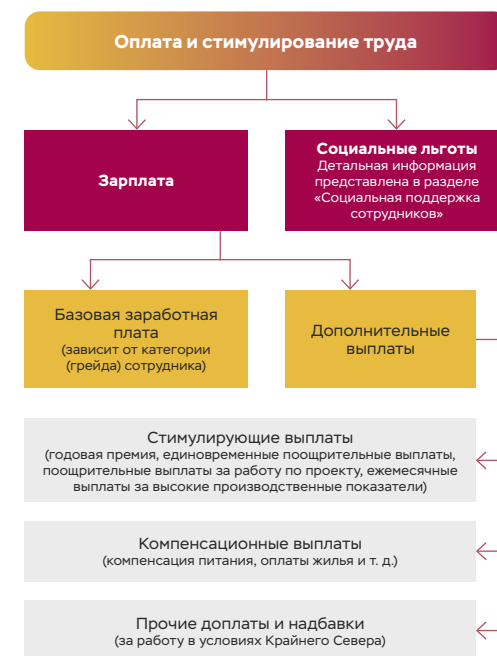 Оплата и стимулирование труда
Зарплата
Социальные льготы
Детальная информация
представлена в разделе
«Социальная поддержка
сотрудников»
Базовая заработная
плата
(зависит от категории
(грейда) сотрудника)
Дополнительные
выплаты
Стимулирующие выплаты
(годовая премия, единовременные поощрительные выплаты,
поощрительные выплаты за работу по проекту, ежемесячные
выплаты за высокие производственные показатели)
Компенсационные выплаты
(компенсация питания, оплаты жилья и т. д.)
Прочие доплаты и надбавки
(за работу в условиях Крайнего Севера)